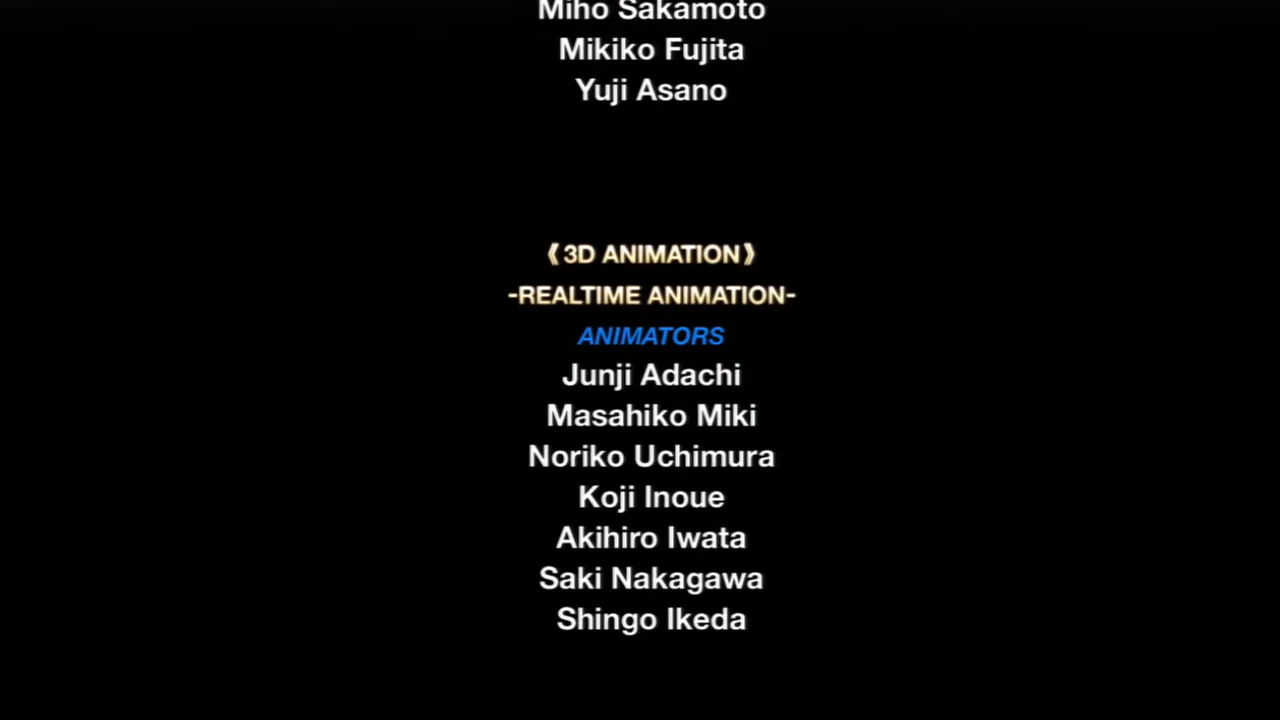 Miho Sakamoto
Mikiko Fujita
Yuji Asano
《3D ANIMATION》
-REALTIME ANIMATION-
ANIMATORS
Junji Adachi
Masahiko Miki
Noriko Uchimura
Koji Inoue
Akihiro Iwata
Saki Nakagawa
Shingo Ikeda